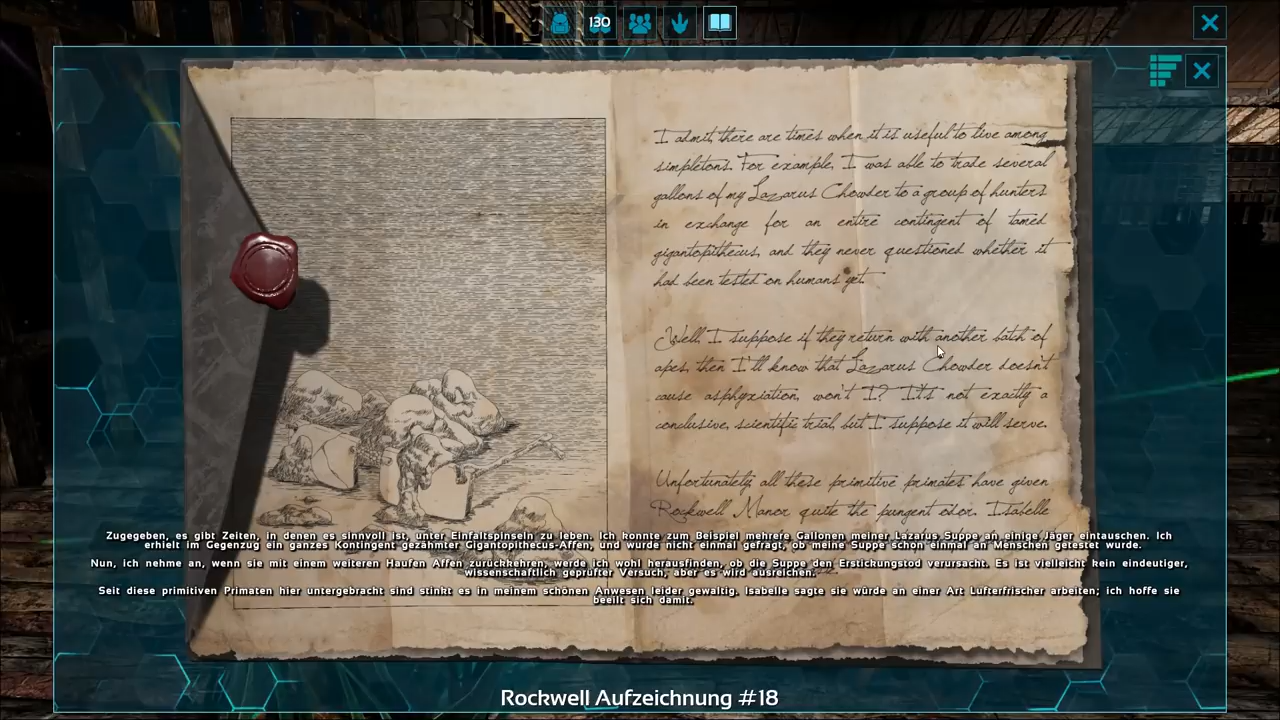 130
I admit, there are times when it is useful to live among
simpletons. For example, I was able to trade several
gallons of my Lazarus Chowder to a group of hunters
in exchange for an entire contingent of tamed
gigantopithecus, and they never questioned whether it
had been tested on humans yet.
Well, I suppose if they return with another batch of
apes, then I'll know that Lazarus Chowder doesn't
cause asphyxiation, won't I? It's not exactly a
conclusive, scientific trial, but I suppose it will serve.
Unfortunately, all these primitive primates have given
Rockwell Manor quite the pungent odor. Isabelle
Zugegeben, es gibt Zeiten, in denen es sinnvoll ist, unter Einfaltspinseln zu leben. Ich konnte zum Beispiel mehrere Gallonen meiner Lazarus Suppe an einige Jäger eintauschen. Ich
erhielt im Gegenzug ein ganzes Kontingent gezähmter Gigantopithecus-Affen, und wurde nicht einmal gefragt, ob meine Suppe schon einmal an Menschen getestet wurde.
Nun, ich nehme an, wenn sie mit einem weiteren Haufen Affen zurückkehren, werde ich wohl herausfinden, ob die Suppe den Erstickungstod verursacht. Es ist vielleicht kein eindeutiger,
wissenschaftlich geprüfter Versuch, aber es wird ausreichen.
Seit diese primitiven Primaten hier untergebracht sind stinkt es in meinem schönen Anwesen leider gewaltig. Isabelle sagte sie würde an einer Art Lufterfrischer arbeiten; ich hoffe sie
beeilt sich damit.
Rockwell Aufzeichnung #18